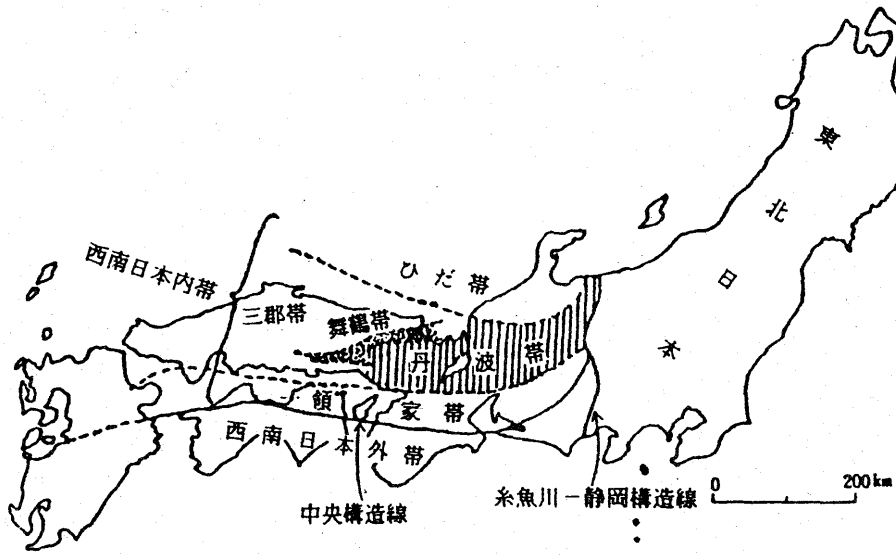 東北日本
ひだ帯
西南日本内帯
三郡帯
舞鶴帯
丹波帯
領家帯
西南日本外帯
中央構造線
糸魚川－静岡構造線
0 200km